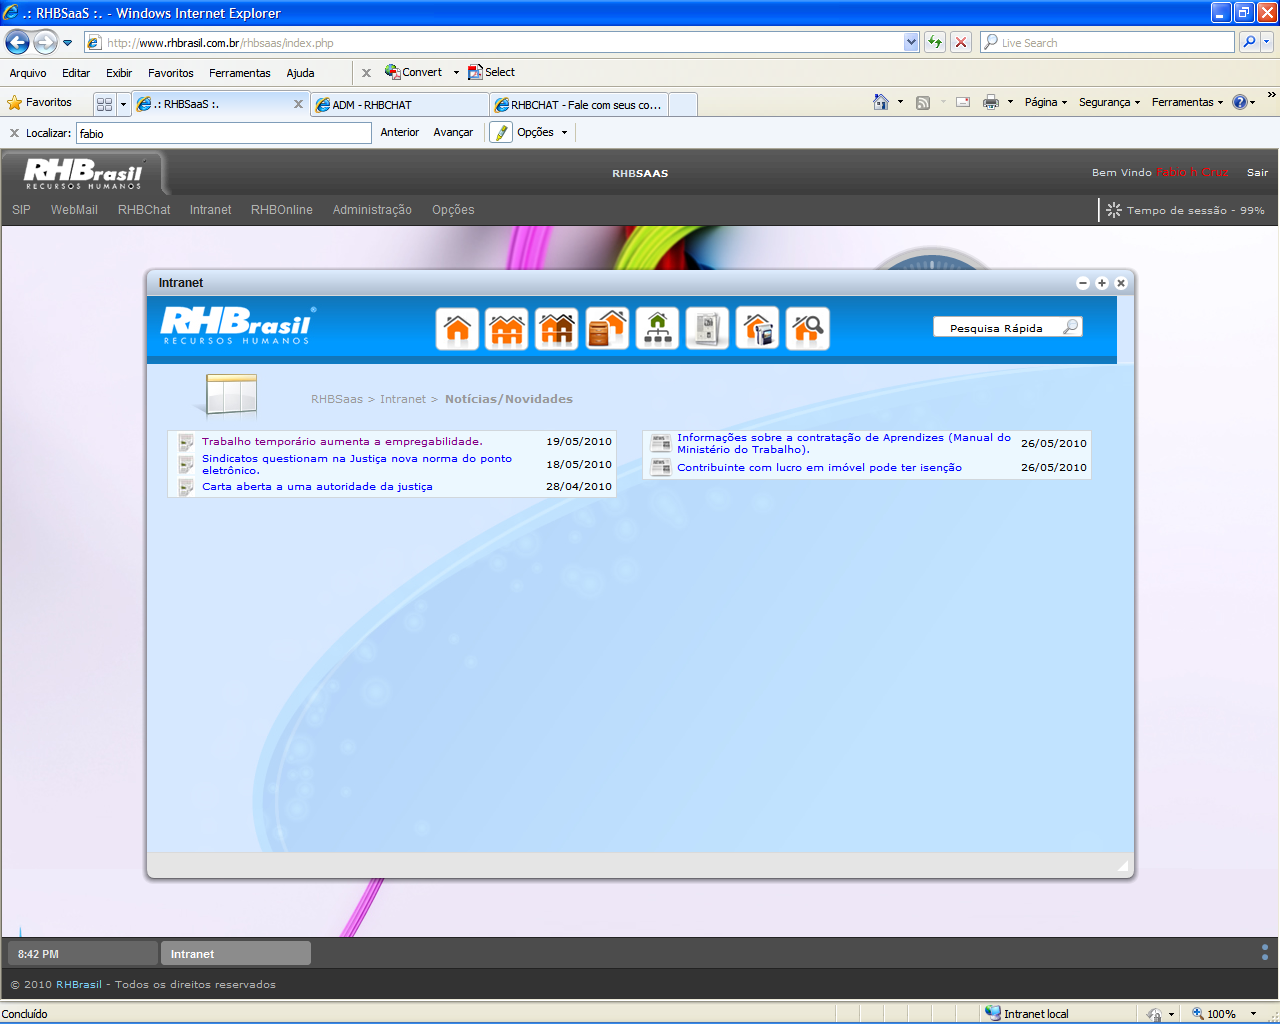 .: RHBSaaS :. - Windows Internet Explorer
http://www.rhbrasil.com.br/rhbsaas/index.php
Live Search
Arquivo Editar Exibir Favoritos Ferramentas Ajuda
Convert Select
Favoritos
.: RHBSaaS :.
ADM - RHBCHAT
RHBCHAT - Fale com seus co...
Página Segurança Ferramentas
Localizar: fabio Anterior Avançar Opções
RHBrasil
RECURSOS HUMANOS
RHBSAAS
Bem Vindo Fabio h Cruz Sair
SIP WebMail RHBChat Intranet RHBOnline Administração Opções
Tempo de sessão - 99%
Intranet
RHBrasil®
RECURSOS HUMANOS
Pesquisa Rápida
RHBSaas > Intranet > Notícias/Novidades
Trabalho temporário aumenta a empregabilidade. 19/05/2010
Sindicatos questionam na Justiça nova norma do ponto
eletrônico. 18/05/2010
Carta aberta a uma autoridade da justiça 28/04/2010
Informações sobre a contratação de Aprendizes (Manual do
Ministério do Trabalho). 26/05/2010
Contribuinte com lucro em imóvel pode ter isenção 26/05/2010
8:42 PM
Intranet
© 2010 RHBrasil - Todos os direitos reservados
Concluído
Intranet local
100%